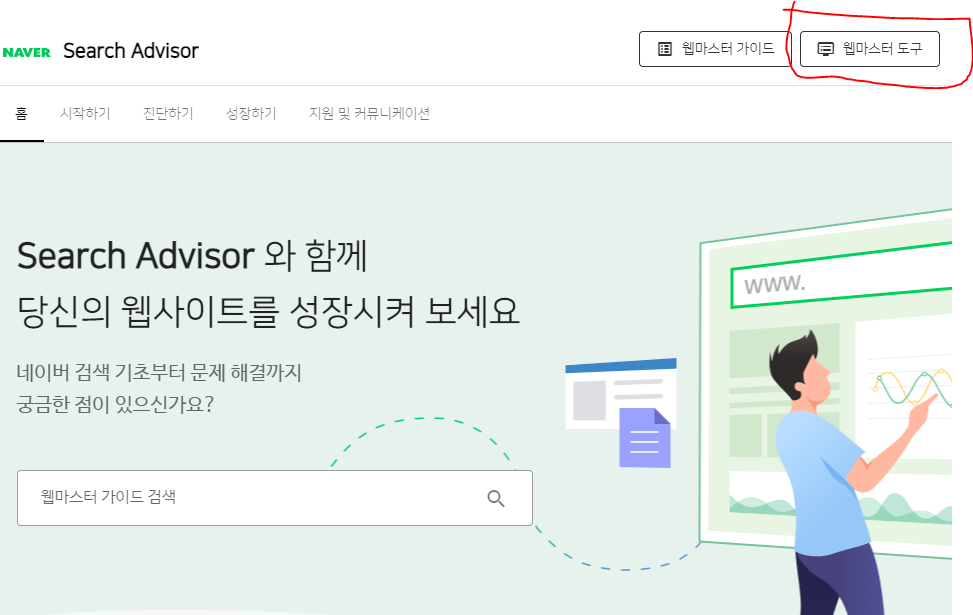 NAVER Search Advisor
웹마스터 가이드
웹마스터 도구
홈 시작하기 진단하기 성장하기 지원 및 커뮤니케이션
Search Advisor 와 함께
당신의 웹사이트를 성장시켜 보세요
네이버 검색 기초부터 문제 해결까지
궁금한 점이 있으신가요?
웹마스터 가이드 검색
www.